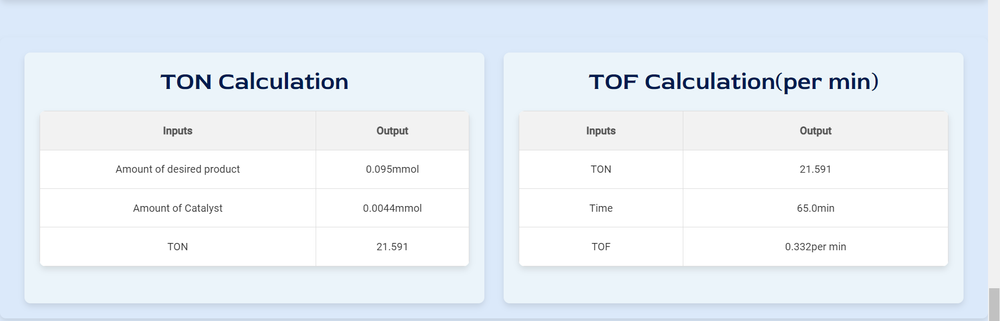 TON Calculation
Inputs Output
Amount of desired product 0.095mmol
Amount of Catalyst 0.0044mmol
TON 21.591
TOF Calculation(per min)
Inputs Output
TON 21.591
Time 65.0min
TOF 0.332per min